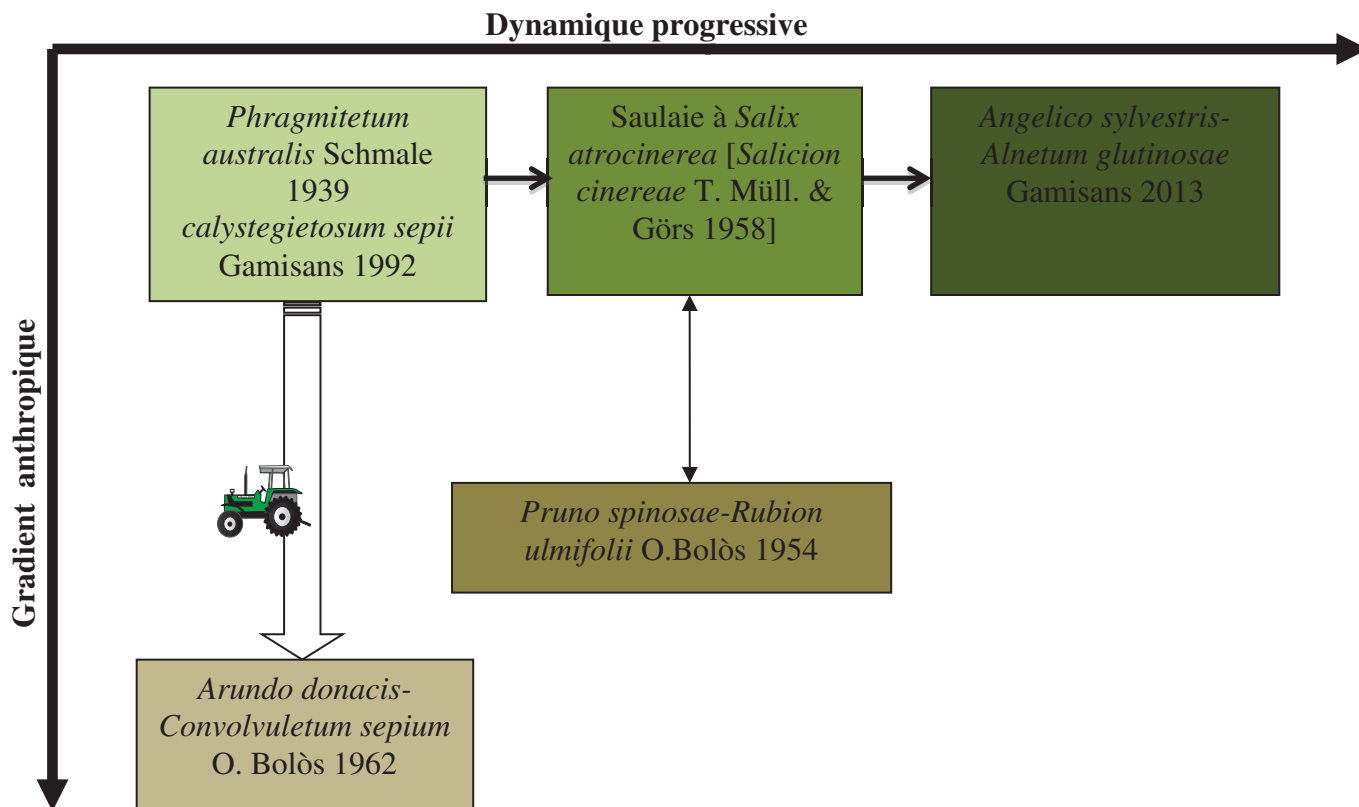 Dynamique progressive
Gradient anthropique
Phragmitetum
australis Schmale
1939
calystegietosum sepii
Gamisans 1992
Saulaie à Salix
atrocinerea [Salicion
cinereae T. Müll. &
Görs 1958]
Angelico sylvestris-
Alnetum glutinosae
Gamisans 2013
Pruno spinosae-Rubion
ulmifolii O.Bolòs 1954
Arundo donacis-
Convolvuletum sepium
O. Bolòs 1962